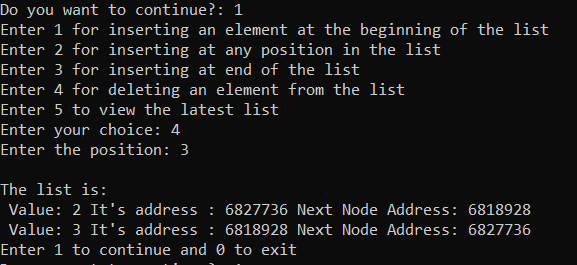 Do you want to continue?: 1
Enter 1 for inserting an element at the beginning of the list
Enter 2 for inserting at any position in the list
Enter 3 for inserting at end of the list
Enter 4 for deleting an element from the list
Enter 5 to view the latest list
Enter your choice: 4
Enter the position: 3
The list is:
Value: 2 It's address : 6827736 Next Node Address: 6818928
Value: 3 It's address : 6818928 Next Node Address: 6827736
Enter 1 to continue and 0 to exit